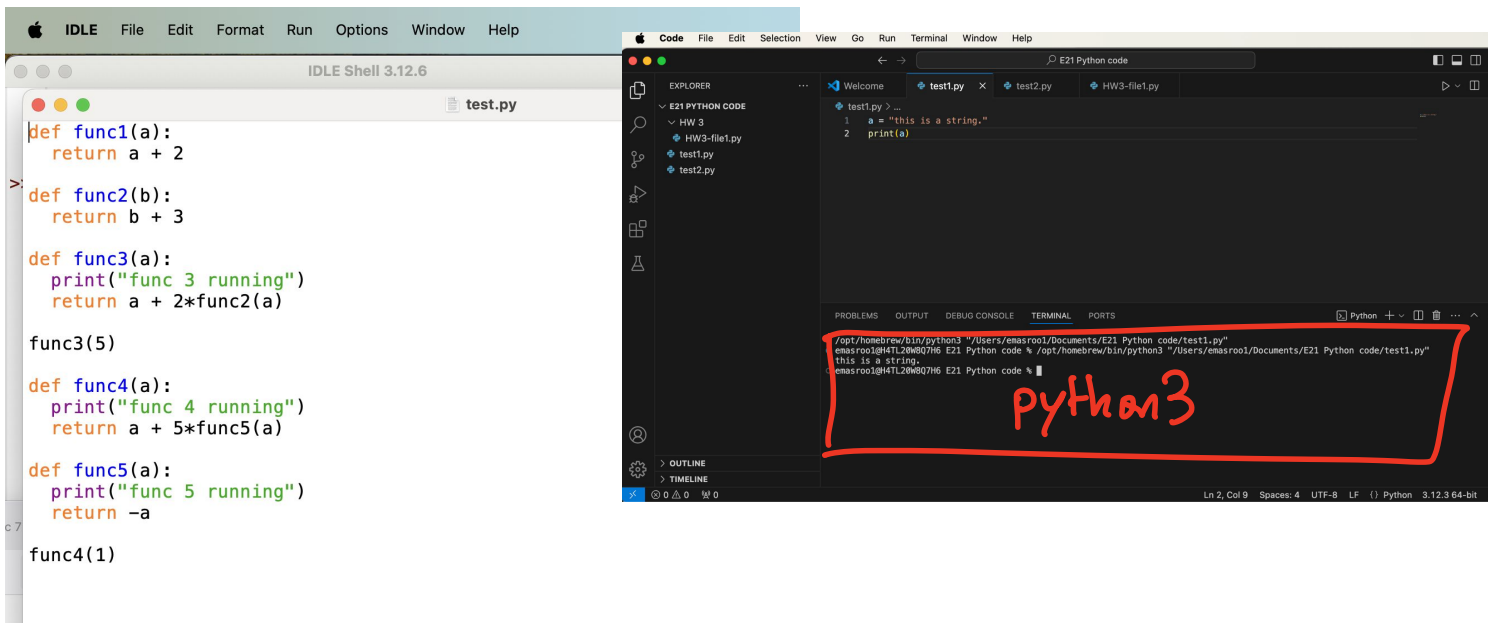 IDLE File Edit Format Run Options Window Help
IDLE Shell 3.12.6
test.py
def func1(a):
return a + 2
def func2(b):
return b + 3
def func3(a):
print("func 3 running")
return a + 2*func2(a)
func3(5)
def func4(a):
print("func 4 running")
return a + 5*func5(a)
def func5(a):
print("func 5 running")
return -a
func4(1)
Code File Edit Selection View Go Run Terminal Window Help
E21 Python code
EXPLORER
E21 PYTHON CODE
HW 3
HW3-file1.py
test1.py
test2.py
OUTLINE
TIMELINE
Welcome test1.py test2.py HW3-file1.py
test1.py > ...
1 a = "this is a string."
2 print(a)
PROBLEMS OUTPUT DEBUG CONSOLE TERMINAL PORTS
Python
/opt/homebrew/bin/python3 "/Users/emasroo1/Documents/E21 Python code/test1.py"
emasroo1@H4TL20W8Q7H6 E21 Python code % /opt/homebrew/bin/python3 "/Users/emasroo1/Documents/E21 Python code/test1.py"
this is a string.
emasroo1@H4TL20W8Q7H6 E21 Python code %
python3
0 0 0
Ln 2, Col 9 Spaces: 4 UTF-8 LF {} Python 3.12.3 64-bit